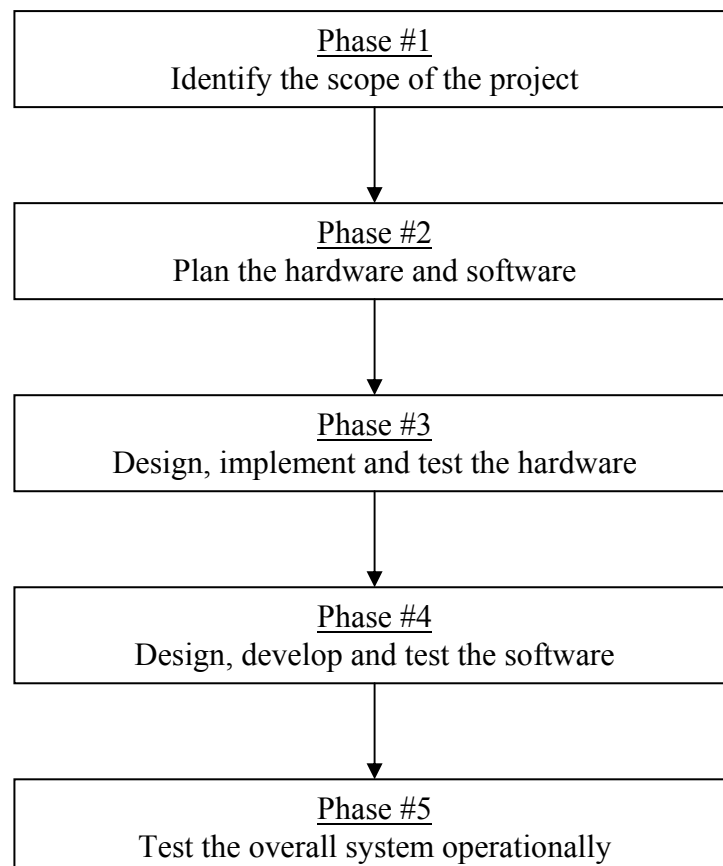 Phase #1
Identify the scope of the project
Phase #2
Plan the hardware and software
Phase #3
Design, implement and test the hardware
Phase #4
Design, develop and test the software
Phase #5
Test the overall system operationally